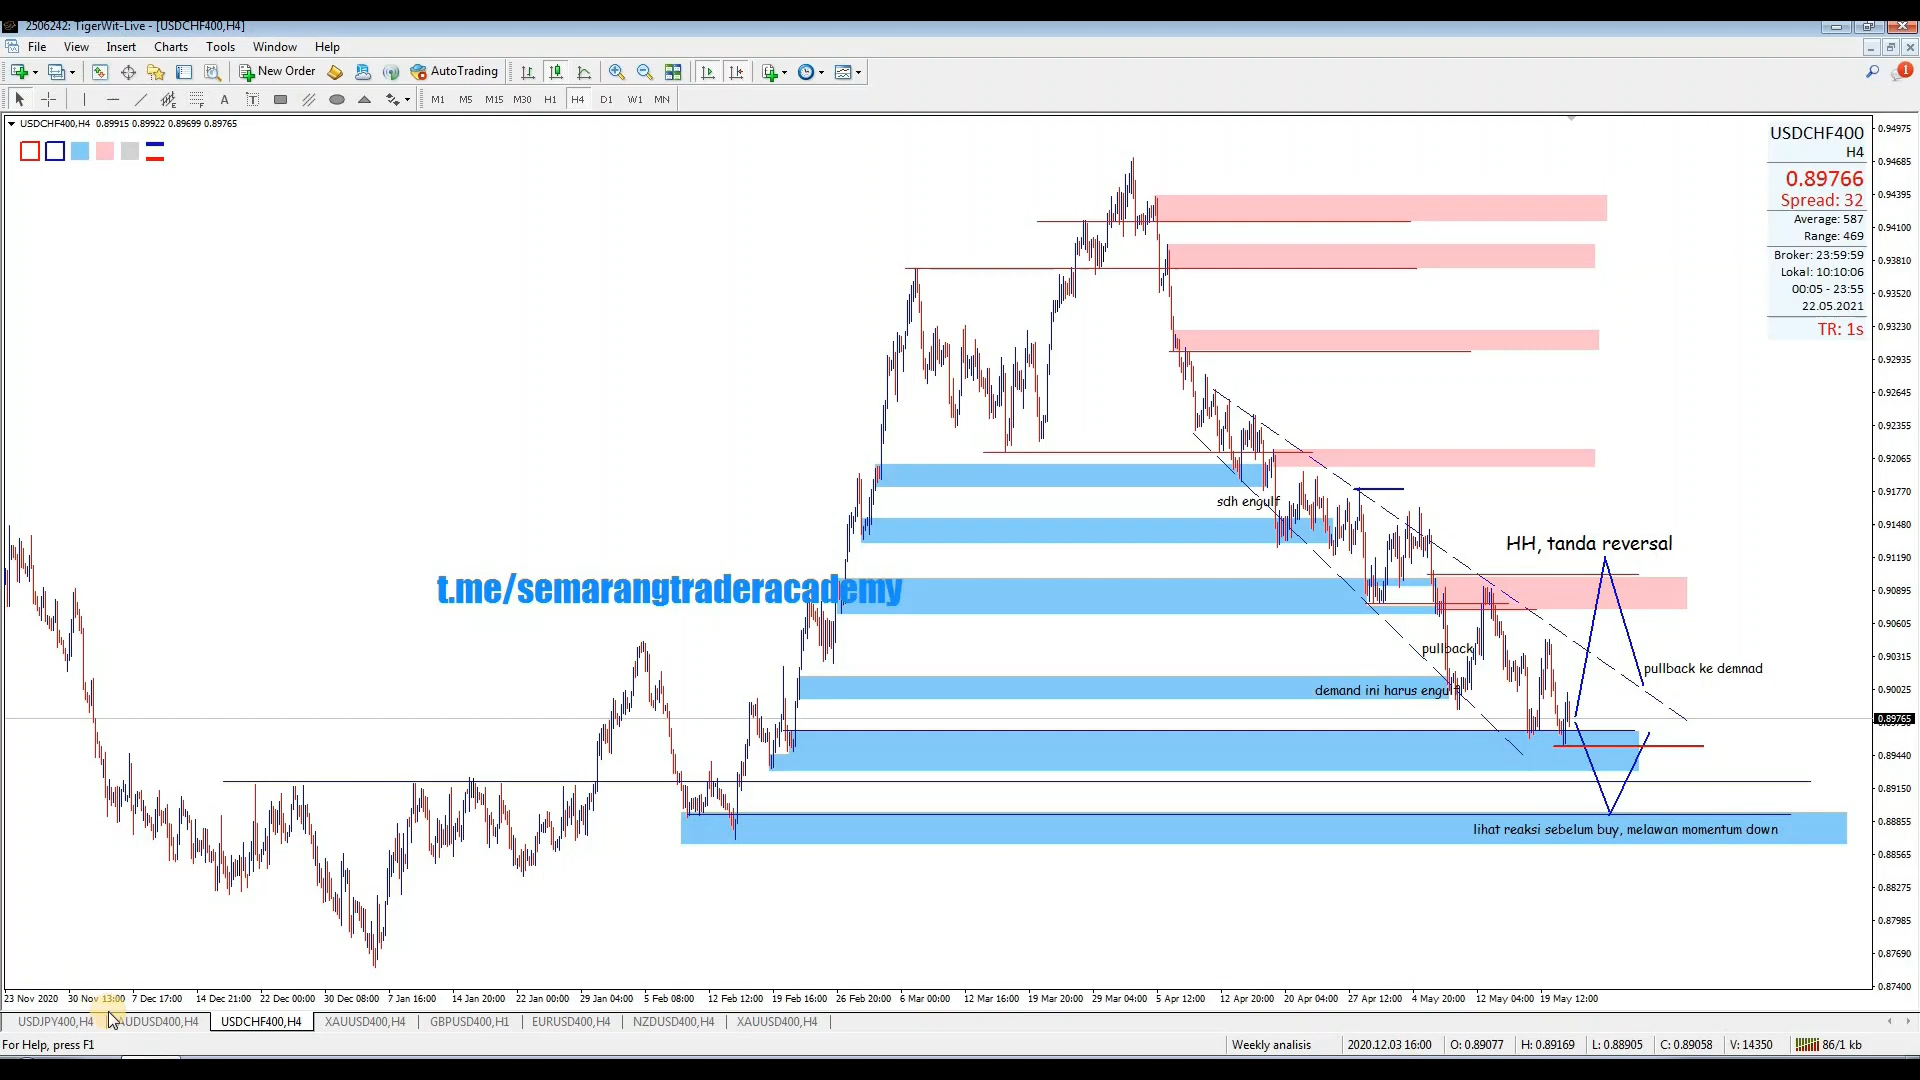 2506242: TigerWit-Live - [USDCHF400,H4]
File View Insert Charts Tools Window Help
New Order AutoTrading
1
A T M1 M5 M15 M30 H1 H4 D1 W1 MN
USDCHF400,H4 0.89915 0.89922 0.89699 0.89765
USDCHF400
H4
0.89766
Spread: 32
Average: 587
Range: 469
Broker: 23:59:59
Lokal: 10:10:06
00:05 - 23:55
22.05.2021
TR: 1s
0.94975
0.94685
0.94395
0.94100
0.93810
0.93520
0.93230
0.92935
0.92645
0.92355
0.92065
0.91770
0.91480
0.91190
0.90895
0.90605
0.90315
0.90025
0.89765
0.89440
0.89150
0.88855
0.88565
0.88275
0.87985
0.87690
0.87400
sdh engulf
HH, tanda reversal
t.me/semarangtraderacademy
pullback
pullback ke demnad
demand ini harus engulf
lihat reaksi sebelum buy, melawan momentum down
23 Nov 2020 30 Nov 13:00 7 Dec 17:00 14 Dec 21:00 22 Dec 00:00 30 Dec 08:00 7 Jan 16:00 14 Jan 20:00 22 Jan 00:00 29 Jan 04:00 5 Feb 08:00 12 Feb 12:00 19 Feb 16:00 26 Feb 20:00 6 Mar 00:00 12 Mar 16:00 19 Mar 20:00 29 Mar 04:00 5 Apr 12:00 12 Apr 20:00 20 Apr 04:00 27 Apr 12:00 4 May 20:00 12 May 04:00 19 May 12:00
USDJPY400,H4 AUDUSD400,H4 USDCHF400,H4 XAUUSD400,H4 GBPUSD400,H1 EURUSD400,H4 NZDUSD400,H4 XAUUSD400,H4
For Help, press F1 Weekly analisis 2020.12.03 16:00 O: 0.89077 H: 0.89169 L: 0.88905 C: 0.89058 V: 14350 86/1 kb